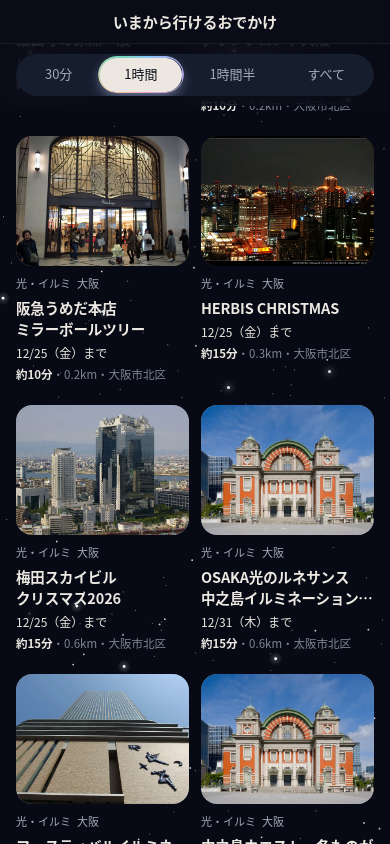 いまから行けるおでかけ
30分
1時間
1時間半
すべて
約10分・0.2km・大阪市北区
光・イルミ 大阪
阪急うめだ本店
ミラーボールツリー
12/25（金）まで
約10分・0.2km・大阪市北区
光・イルミ 大阪
HERBIS CHRISTMAS
12/25（金）まで
約15分・0.3km・大阪市北区
光・イルミ 大阪
梅田スカイビル
クリスマス2026
12/25（金）まで
約15分・0.6km・大阪市北区
光・イルミ 大阪
OSAKA光のルネサンス
中之島イルミネーション…
12/31（木）まで
約15分・0.6km・大阪市北区
光・イルミ 大阪
光・イルミ 大阪